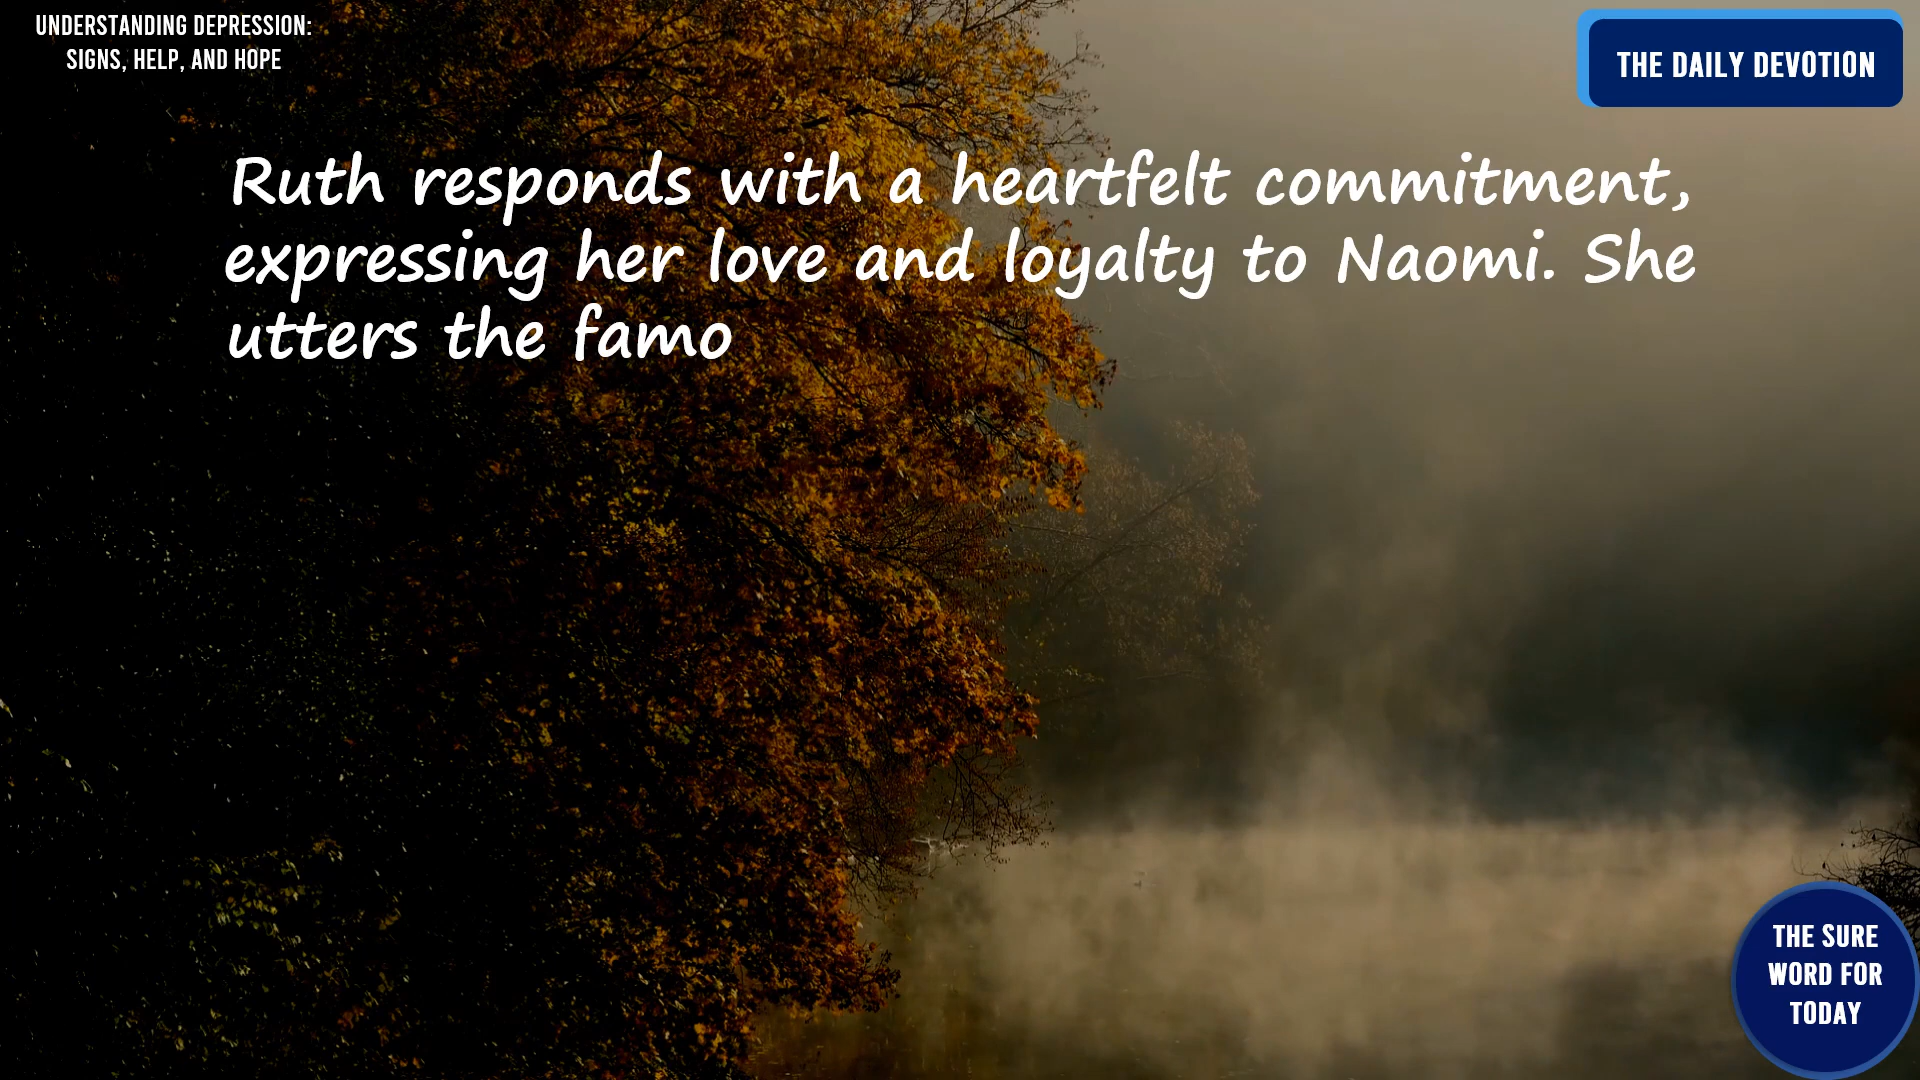 UNDERSTANDING DEPRESSION:
SIGNS, HELP, AND HOPE
THE DAILY DEVOTION
Ruth responds with a heartfelt commitment,
expressing her love and loyalty to Naomi. She
utters the famo
THE SURE
WORD FOR
TODAY